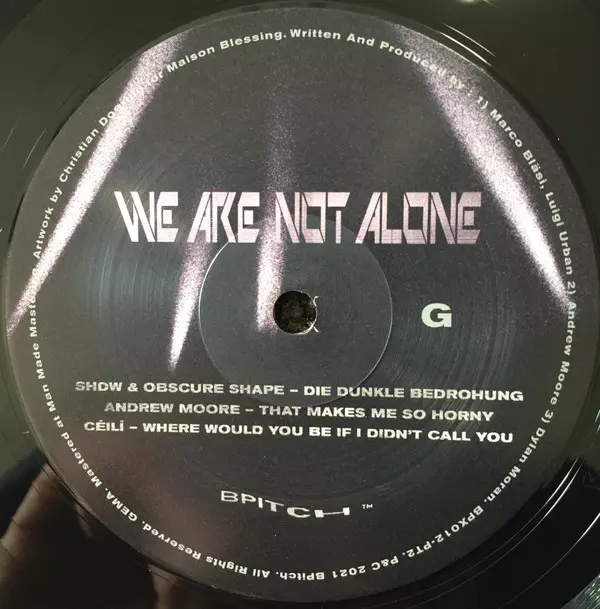 WE ARE NOT ALONE
G
SHDW & OBSCURE SHAPE – DIE DUNKLE BEDROHUNG
ANDREW MOORE – THAT MAKES ME SO HORNY
CÉILÍ – WHERE WOULD YOU BE IF I DIDN'T CALL YOU
BPITCH ™
Written And Produced by: 1) Marco Bläsi, Luigi Urban 2) Andrew Moore 3) Dylan Moran. BPX012-PT2. P&C 2021 BPitch. All Rights Reserved. GEMA. Mastered at Man Made Artwork by Christian for Maison Blessing.